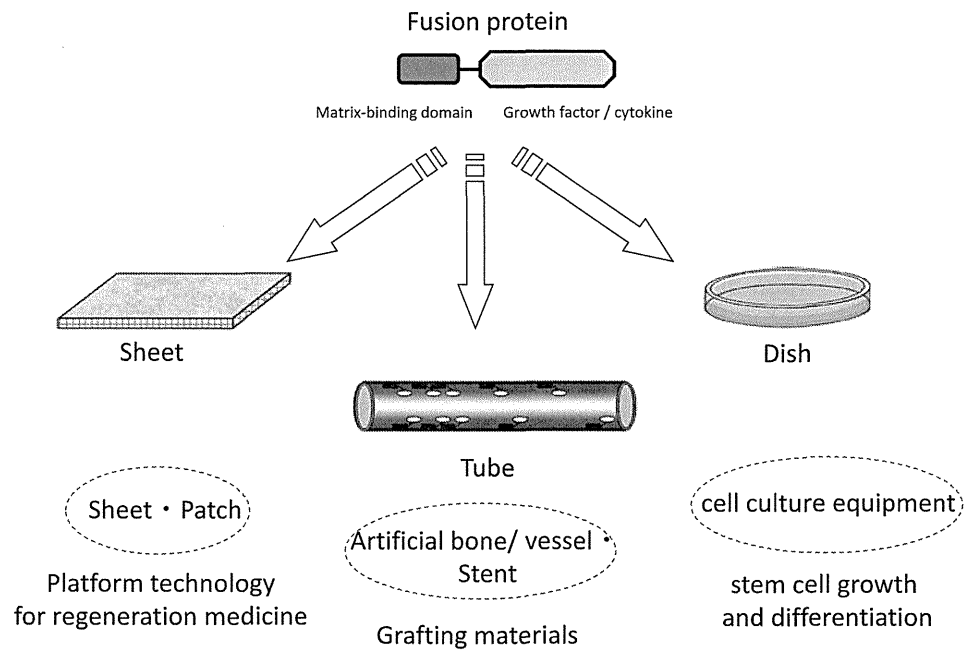 Fusion protein
Matrix-binding domain
Growth factor / cytokine
Sheet
Dish
Tube
Sheet・Patch
Artificial bone/ vessel・
Stent
cell culture equipment
Platform technology
for regeneration medicine
Grafting materials
stem cell growth
and differentiation